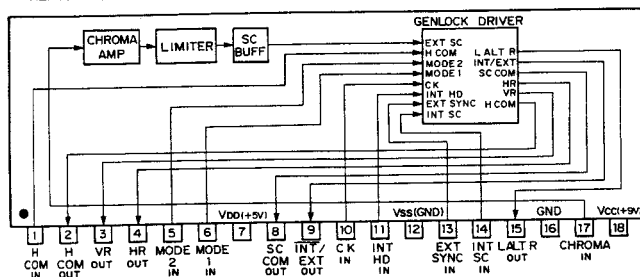 GENLOCK DRIVER
CHROMA AMP
LIMITER
SC BUFF
EXT SC
H COM
MODE 2
MODE 1
CK
INT HD
EXT SYNC
INT SC
L ALT R
INT/EXT
SC COM
HR
VR
H COM
VDD(+5V)
VSS(GND)
GND
VCC(+9V)
1 2 3 4 5 6 7 8 9 10 11 12 13 14 15 16 17 18
H COM IN
H COM OUT
VR OUT
HR OUT
MODE 2 IN
MODE 1 IN
SC COM OUT
INT/EXT OUT
CK IN
INT HD IN
EXT SYNC IN
INT SC IN
LALT R OUT
CHROMA IN